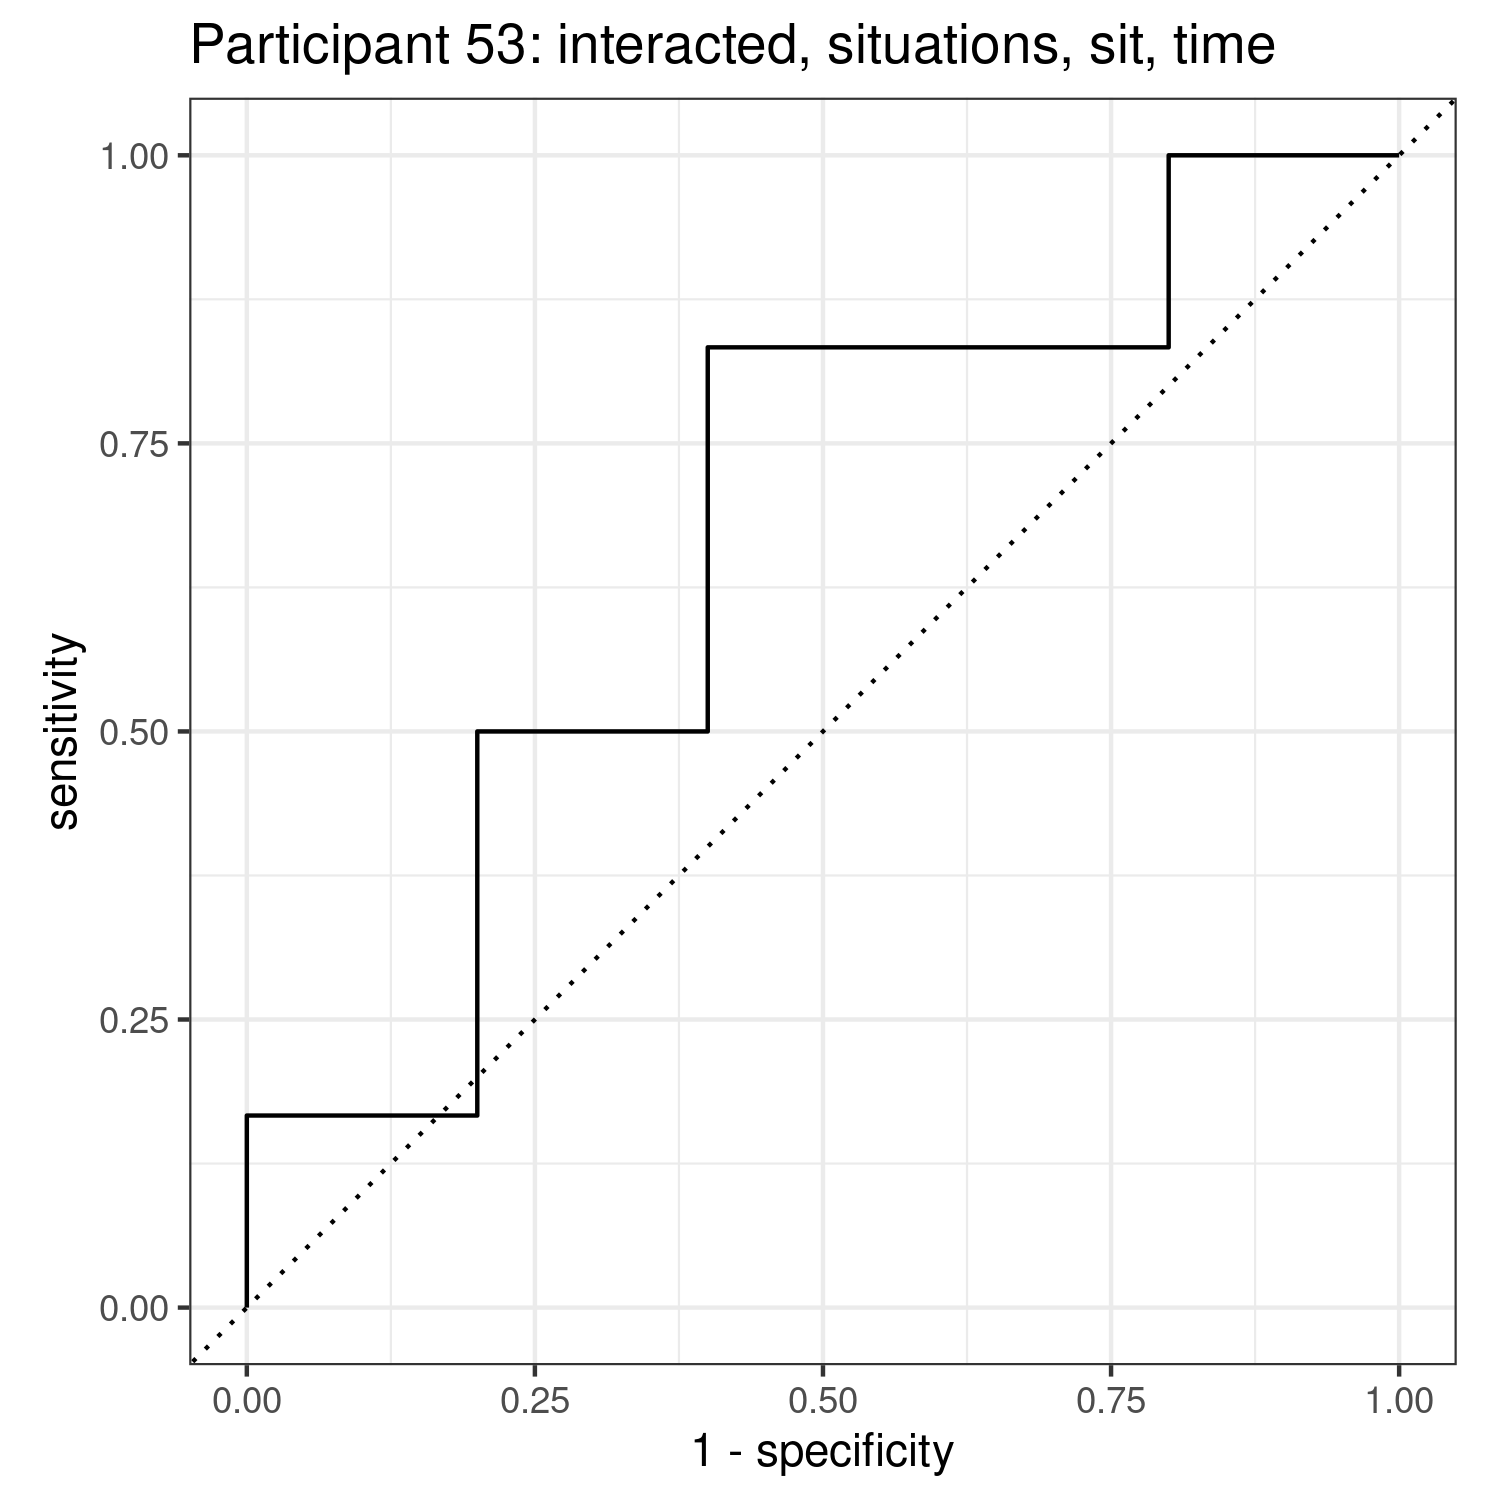 Participant 53: interacted, situations, sit, time
1.00
0.75
0.50
0.25
0.00
sensitivity
0.00 0.25 0.50 0.75 1.00
1 - specificity